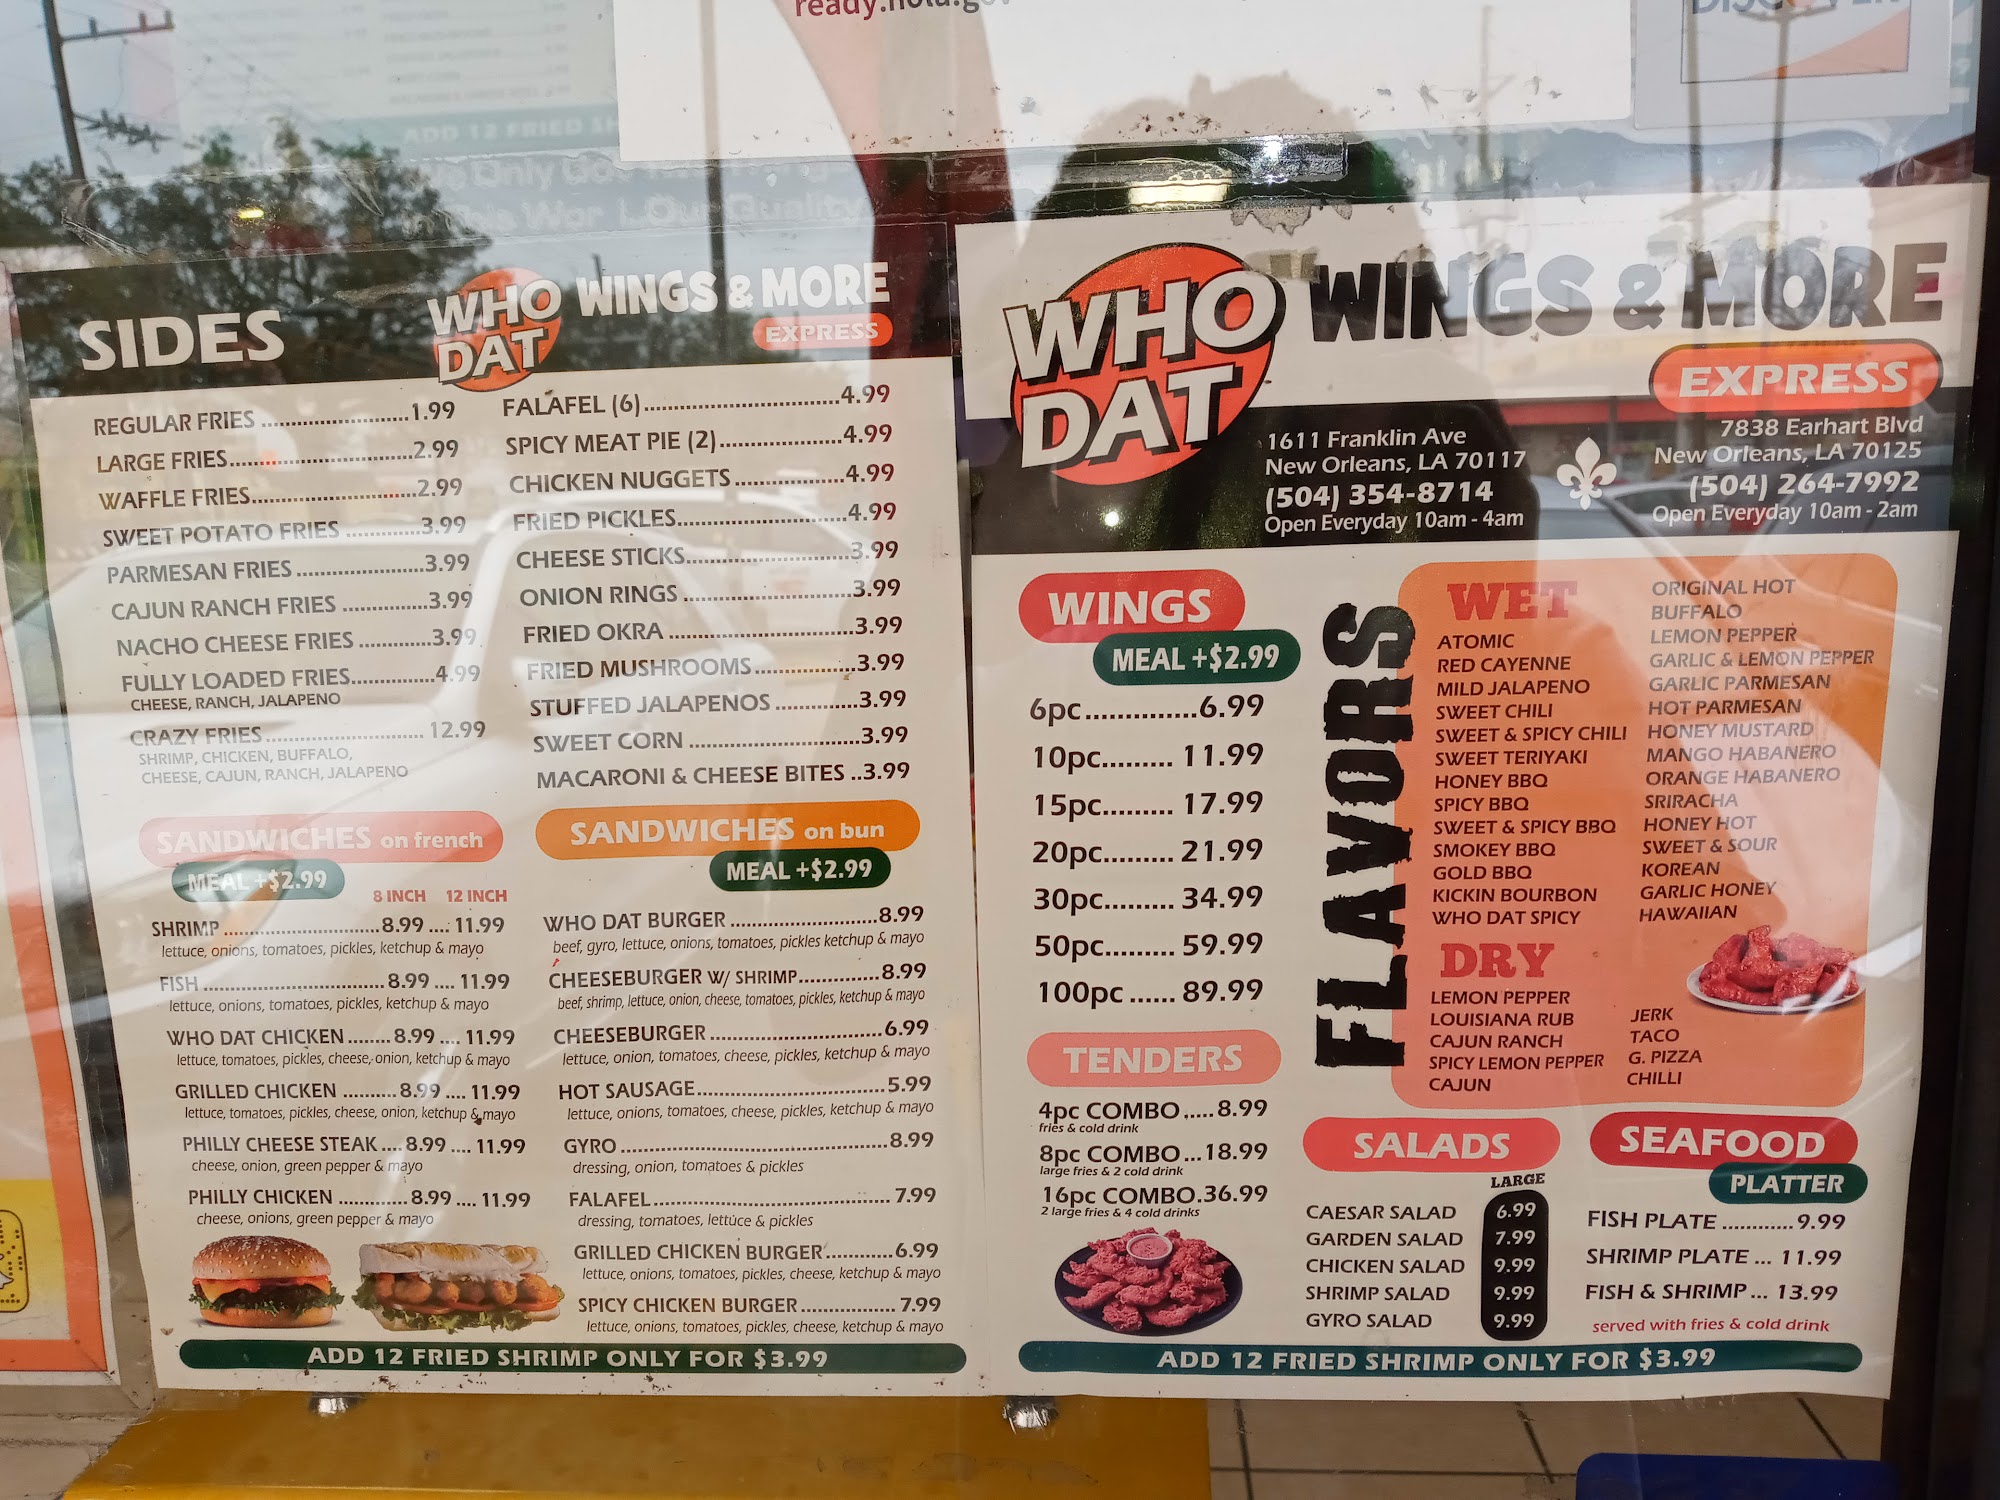 ready.nola.gov
DISCOVER
ADD 12 FRIED SH
SIDES
WHO DAT
WINGS & MORE
EXPRESS
REGULAR FRIES ..........................1.99
LARGE FRIES................................2.99
WAFFLE FRIES.............................2.99
SWEET POTATO FRIES .............3.99
PARMESAN FRIES ......................3.99
CAJUN RANCH FRIES ...............3.99
NACHO CHEESE FRIES ..............3.99
FULLY LOADED FRIES...............4.99
CHEESE, RANCH, JALAPENO
CRAZY FRIES ........................... 12.99
SHRIMP, CHICKEN, BUFFALO,
CHEESE, CAJUN, RANCH, JALAPENO
FALAFEL (6)..................................4.99
SPICY MEAT PIE (2).....................4.99
CHICKEN NUGGETS ...................4.99
FRIED PICKLES.............................4.99
CHEESE STICKS............................3.99
ONION RINGS .............................3.99
FRIED OKRA ................................3.99
FRIED MUSHROOMS.................3.99
STUFFED JALAPENOS ..............3.99
SWEET CORN .............................3.99
MACARONI & CHEESE BITES ..3.99
SANDWICHES on french
MEAL +$2.99
8 INCH 12 INCH
SHRIMP ..........................8.99 .... 11.99
lettuce, onions, tomatoes, pickles, ketchup & mayo
FISH ..............................8.99 .... 11.99
lettuce, onions, tomatoes, pickles, ketchup & mayo
WHO DAT CHICKEN ........8.99 .... 11.99
lettuce, tomatoes, pickles, cheese, onion, ketchup & mayo
GRILLED CHICKEN ..........8.99 .... 11.99
lettuce, tomatoes, pickles, cheese, onion, ketchup & mayo
PHILLY CHEESE STEAK ....8.99 .... 11.99
cheese, onion, green pepper & mayo
PHILLY CHICKEN .............8.99 .... 11.99
cheese, onions, green pepper & mayo
SANDWICHES on bun
MEAL +$2.99
WHO DAT BURGER ..........................8.99
beef, gyro, lettuce, onions, tomatoes, pickles ketchup & mayo
CHEESEBURGER W/ SHRIMP..............8.99
beef, shrimp, lettuce, onion, cheese, tomatoes, pickles, ketchup & mayo
CHEESEBURGER ...............................6.99
lettuce, onion, tomatoes, cheese, pickles, ketchup & mayo
HOT SAUSAGE..................................5.99
lettuce, onions, tomatoes, cheese, pickles, ketchup & mayo
GYRO ...............................................8.99
dressing, onion, tomatoes & pickles
FALAFEL.......................................... 7.99
dressing, tomatoes, lettuce & pickles
GRILLED CHICKEN BURGER............6.99
lettuce, onions, tomatoes, pickles, cheese, ketchup & mayo
SPICY CHICKEN BURGER................ 7.99
lettuce, onions, tomatoes, pickles, cheese, ketchup & mayo
ADD 12 FRIED SHRIMP ONLY FOR $3.99
WHO DAT
WINGS & MORE
EXPRESS
1611 Franklin Ave
New Orleans, LA 70117
(504) 354-8714
Open Everyday 10am - 4am
7838 Earhart Blvd
New Orleans, LA 70125
(504) 264-7992
Open Everyday 10am - 2am
WINGS
MEAL +$2.99
6pc..............6.99
10pc......... 11.99
15pc......... 17.99
20pc......... 21.99
30pc......... 34.99
50pc......... 59.99
100pc ...... 89.99
TENDERS
4pc COMBO .....8.99
fries & cold drink
8pc COMBO ...18.99
large fries & 2 cold drink
16pc COMBO.36.99
2 large fries & 4 cold drinks
FLAVORS
WET
ATOMIC
RED CAYENNE
MILD JALAPENO
SWEET CHILI
SWEET & SPICY CHILI
SWEET TERIYAKI
HONEY BBQ
SPICY BBQ
SWEET & SPICY BBQ
SMOKEY BBQ
GOLD BBQ
KICKIN BOURBON
WHO DAT SPICY
ORIGINAL HOT
BUFFALO
LEMON PEPPER
GARLIC & LEMON PEPPER
GARLIC PARMESAN
HOT PARMESAN
HONEY MUSTARD
MANGO HABANERO
ORANGE HABANERO
SRIRACHA
HONEY HOT
SWEET & SOUR
KOREAN
GARLIC HONEY
HAWAIIAN
DRY
LEMON PEPPER
LOUISIANA RUB
CAJUN RANCH
SPICY LEMON PEPPER
CAJUN
JERK
TACO
G. PIZZA
CHILLI
SALADS
LARGE
CAESAR SALAD 6.99
GARDEN SALAD 7.99
CHICKEN SALAD 9.99
SHRIMP SALAD 9.99
GYRO SALAD 9.99
SEAFOOD
PLATTER
FISH PLATE ............9.99
SHRIMP PLATE ... 11.99
FISH & SHRIMP ... 13.99
served with fries & cold drink
ADD 12 FRIED SHRIMP ONLY FOR $3.99